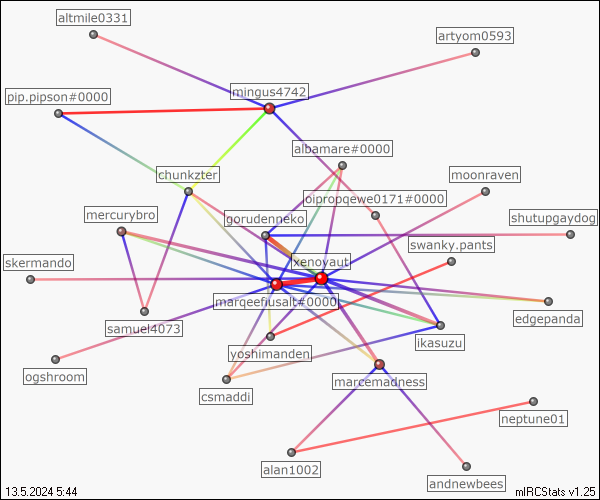 altmile0331
artyom0593
mingus4742
pip.pipson#0000
albamare#0000
chunkzter
moonraven
oipropqewe0171#0000
mercurybro
gorudenneko
shutupgaydog
swanky.pants
skermando
xenoyaut
marqeefiusalt#0000
edgepanda
samuel4073
ikasuzu
yoshimanden
ogshroom
marcemadness
csmaddi
neptune01
alan1002
andnewbees
13.5.2024 5:44
mIRCStats v1.25